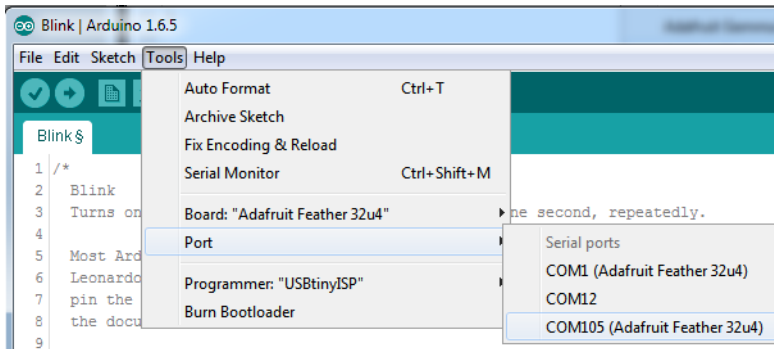 Blink | Arduino 1.6.5
File Edit Sketch Tools Help
Blink §
Auto Format Ctrl+T
Archive Sketch
Fix Encoding & Reload
Serial Monitor Ctrl+Shift+M
Board: "Adafruit Feather 32u4"
Port
Programmer: "USBtinyISP"
Burn Bootloader
Serial ports
COM1 (Adafruit Feather 32u4)
COM12
COM105 (Adafruit Feather 32u4)
1 /*
2 Blink
3 Turns on ne second, repeatedly.
4
5 Most Ard
6 Leonardo
7 pin the
8 the docu
9